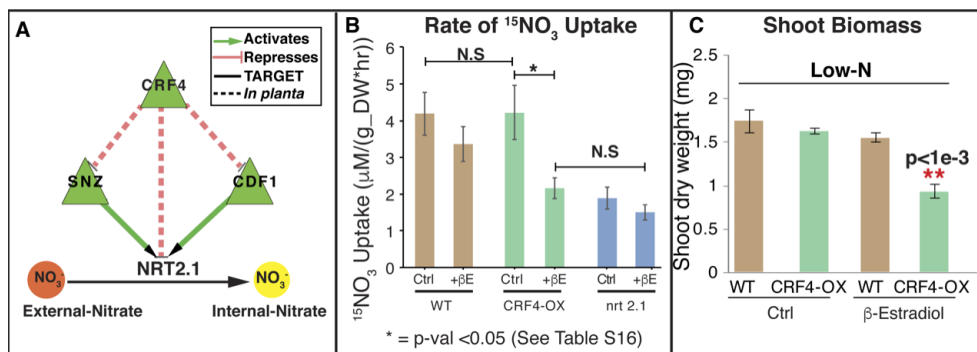 A
Activates
Represses
TARGET
In planta
CRF4
SNZ
CDF1
NRT2.1
NO3-
NO3-
External-Nitrate
Internal-Nitrate
B
Rate of ¹⁵NO₃ Uptake
¹⁵NO₃ Uptake (µM/(g_DW*hr))
6
5
4
3
2
1
0
N.S
*
N.S
Ctrl +βE Ctrl +βE Ctrl +βE
WT CRF4-OX nrt 2.1
* = p-val <0.05 (See Table S16)
C
Shoot Biomass
Shoot dry weight (mg)
2.5
2
1.5
1
0.5
0
Low-N
p<1e-3
**
WT CRF4-OX WT CRF4-OX
Ctrl β-Estradiol